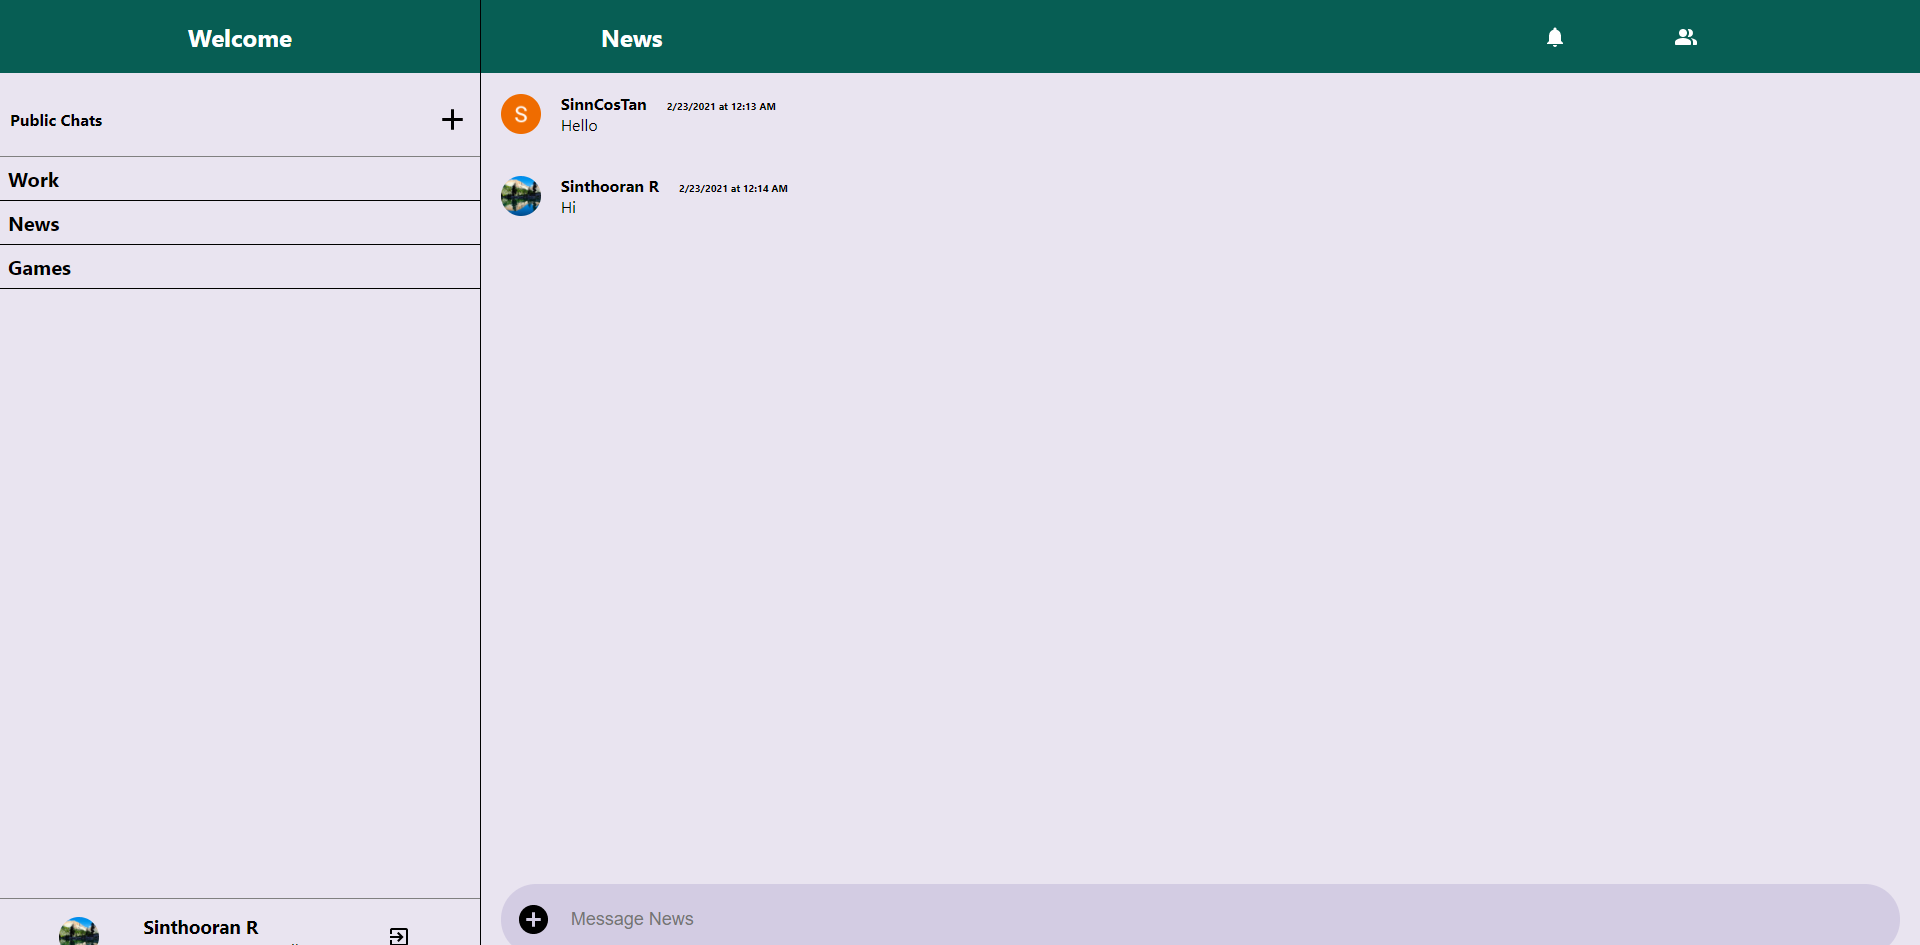 Welcome
News
Public Chats
Work
News
Games
Sinthooran R
S
SinnCosTan 2/23/2021 at 12:13 AM
Hello
Sinthooran R 2/23/2021 at 12:14 AM
Hi
Message News